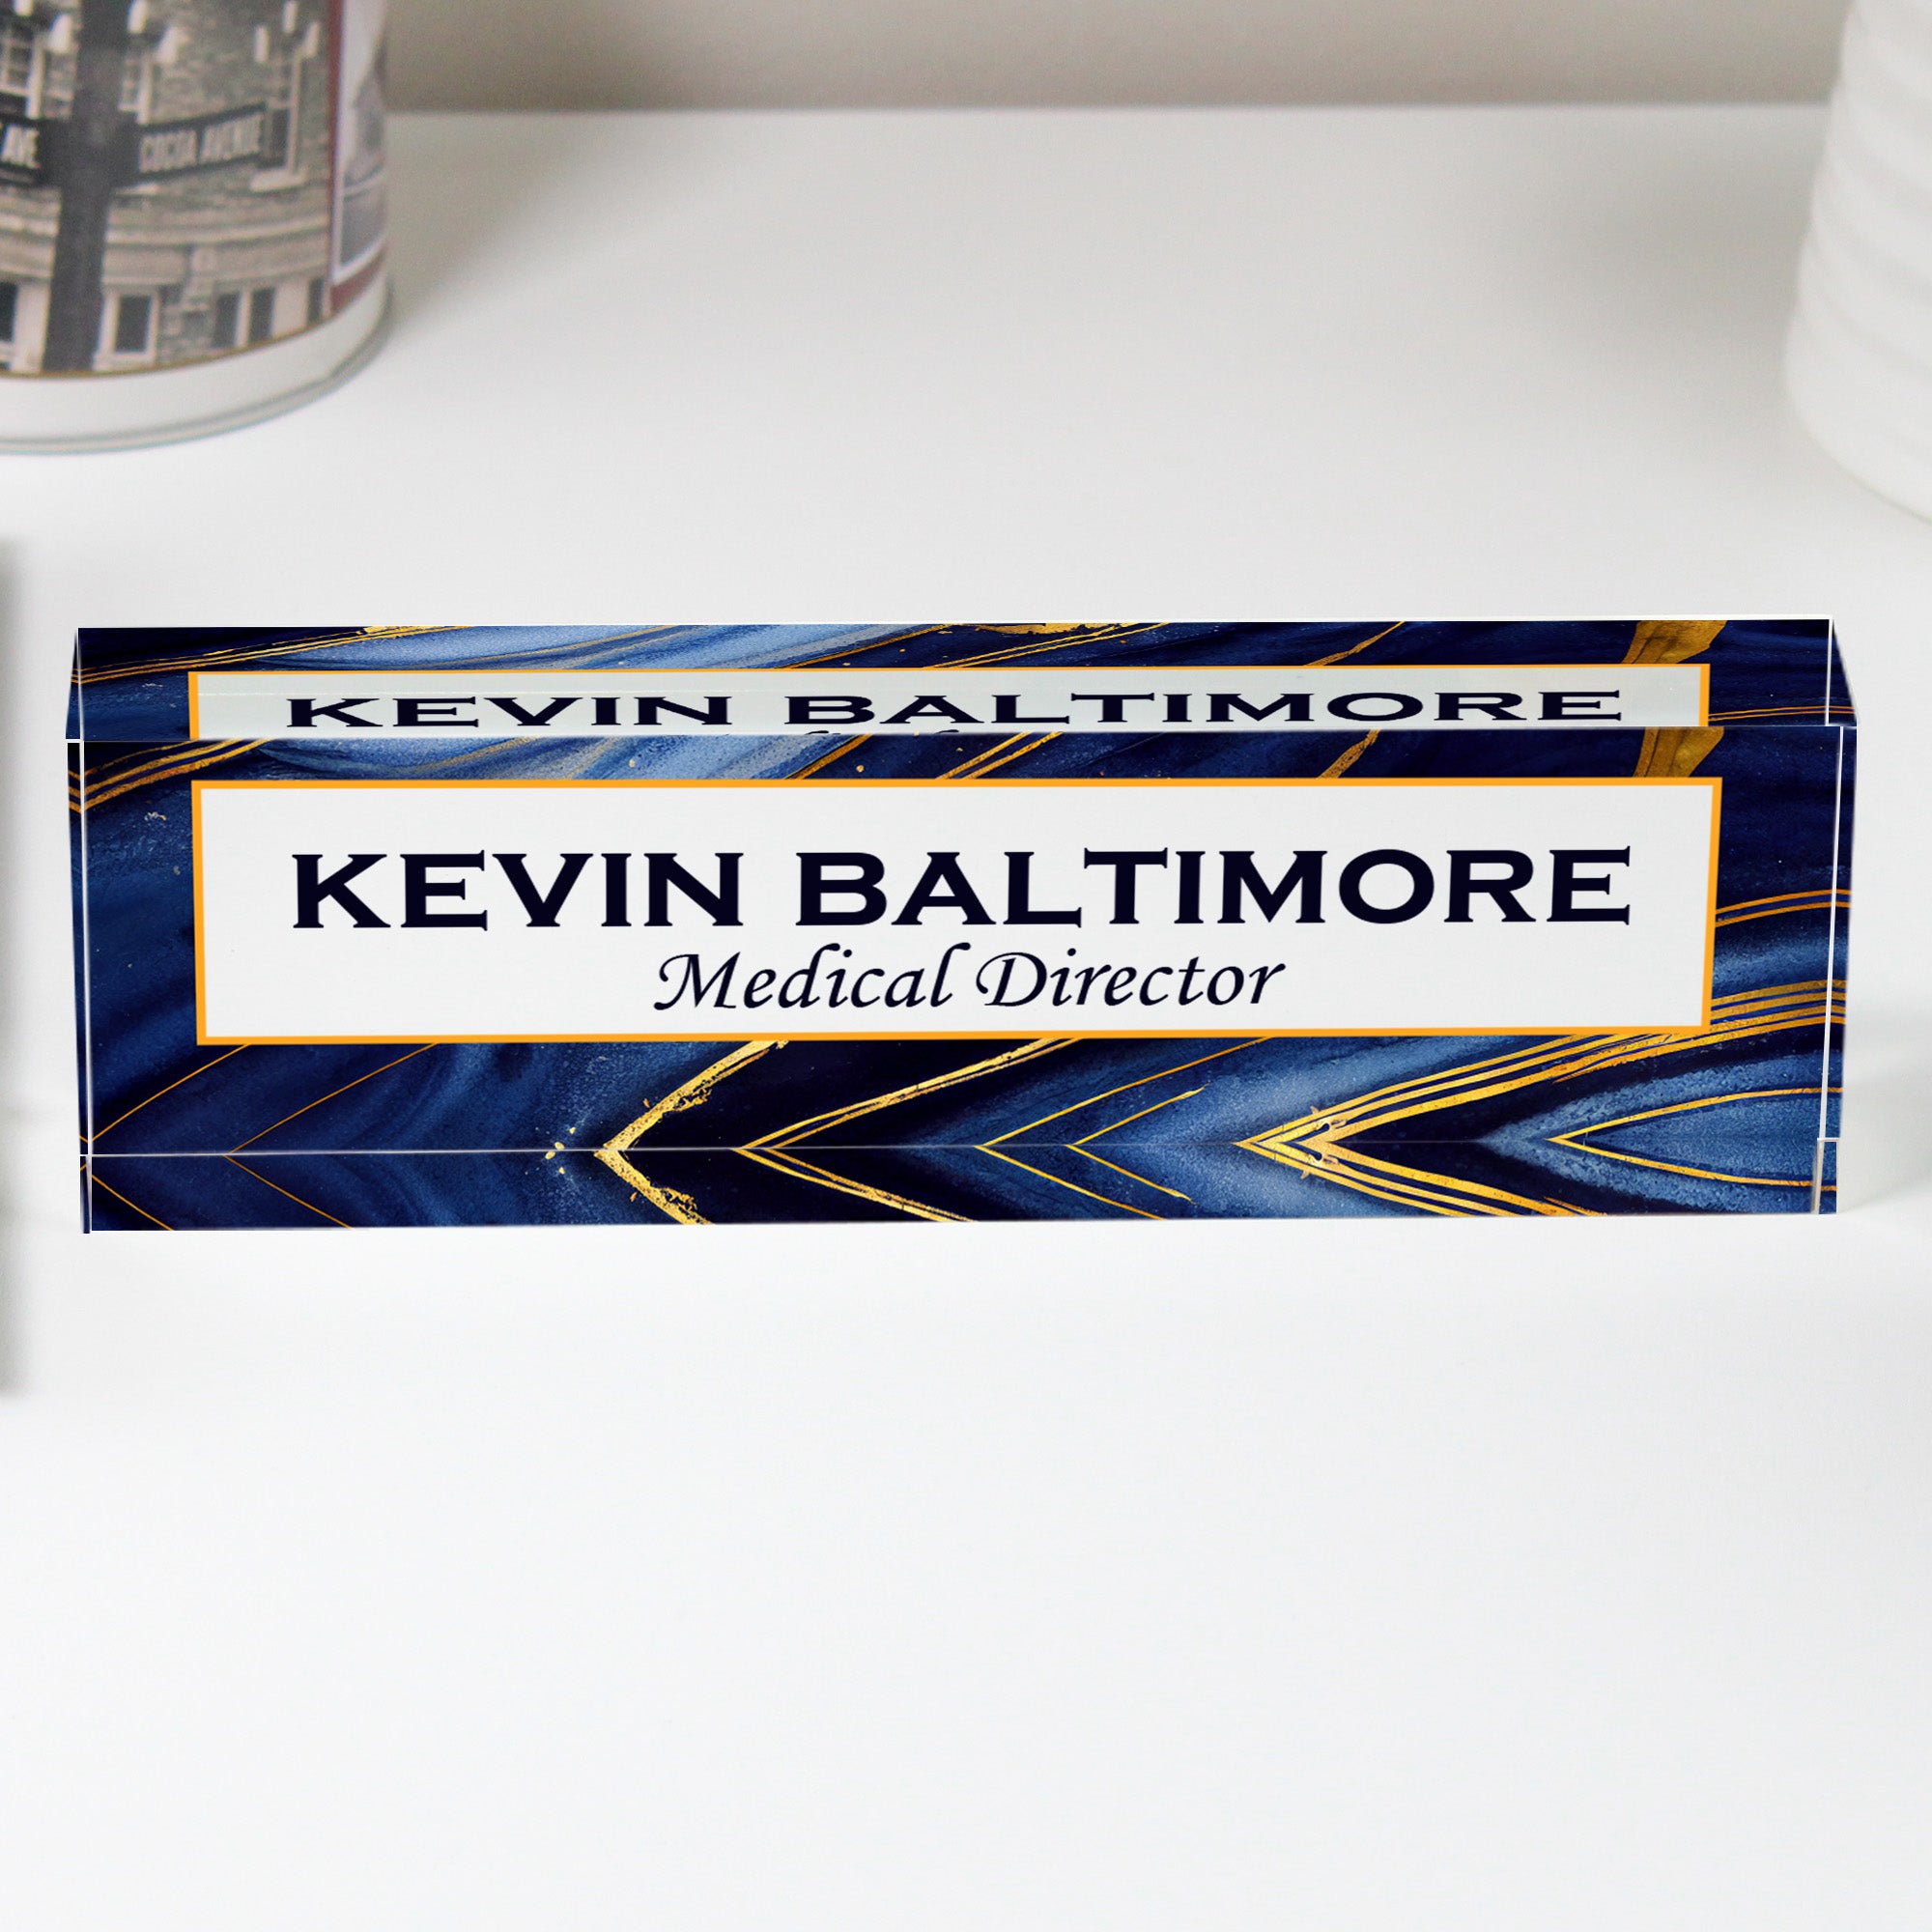 AVE
COCOA AVENUE
KEVIN BALTIMORE
KEVIN BALTIMORE
Medical Director